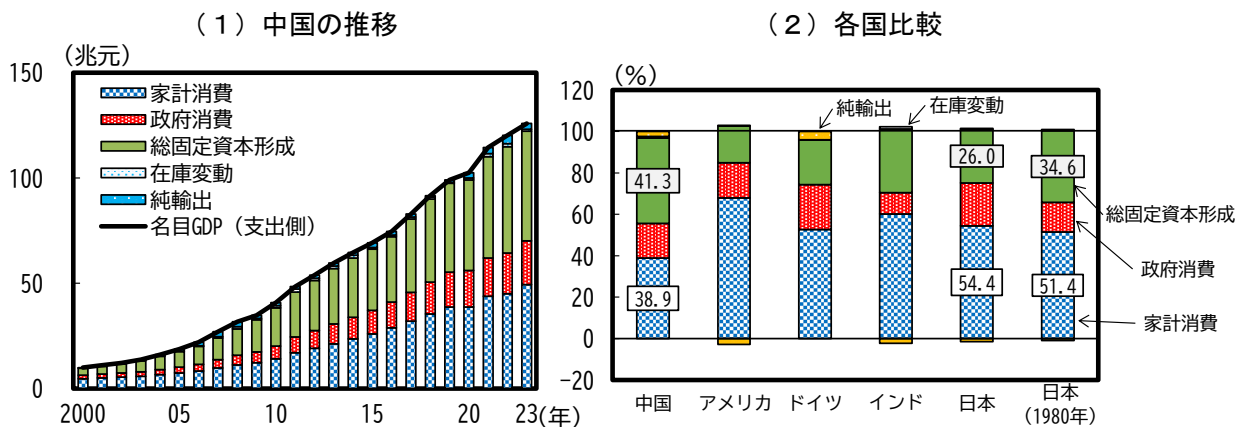 （１）中国の推移
（兆元）
150
100
50
0
家計消費
政府消費
総固定資本形成
在庫変動
純輸出
名目GDP（支出側）
2000 05 10 15 20 23(年)
（２）各国比較
（%）
120
100
80
60
40
20
0
−20
純輸出
在庫変動
41.3
38.9
26.0
54.4
34.6
51.4
総固定資本形成
政府消費
家計消費
中国 アメリカ ドイツ インド 日本 日本
(1980年)